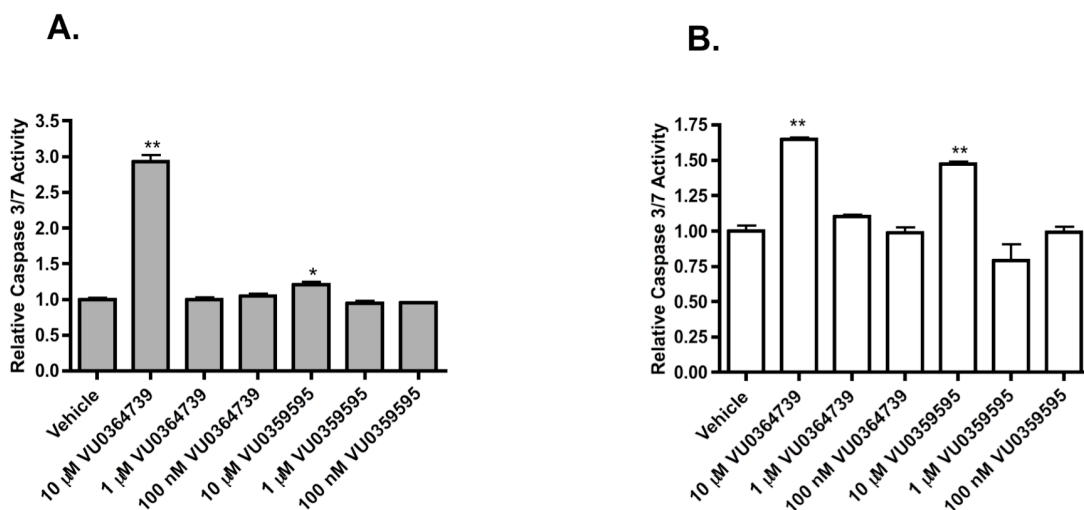 A.
Relative Caspase 3/7 Activity
3.5
3.0
2.5
2.0
1.5
1.0
0.5
0.0
**
*
Vehicle
10 μM VU0364739
1 μM VU0364739
100 nM VU0364739
10 μM VU0359595
1 μM VU0359595
100 nM VU0359595
B.
Relative Caspase 3/7 Activity
1.75
1.50
1.25
1.00
0.75
0.50
0.25
0.00
**
**
Vehicle
10 μM VU0364739
1 μM VU0364739
100 nM VU0364739
10 μM VU0359595
1 μM VU0359595
100 nM VU0359595